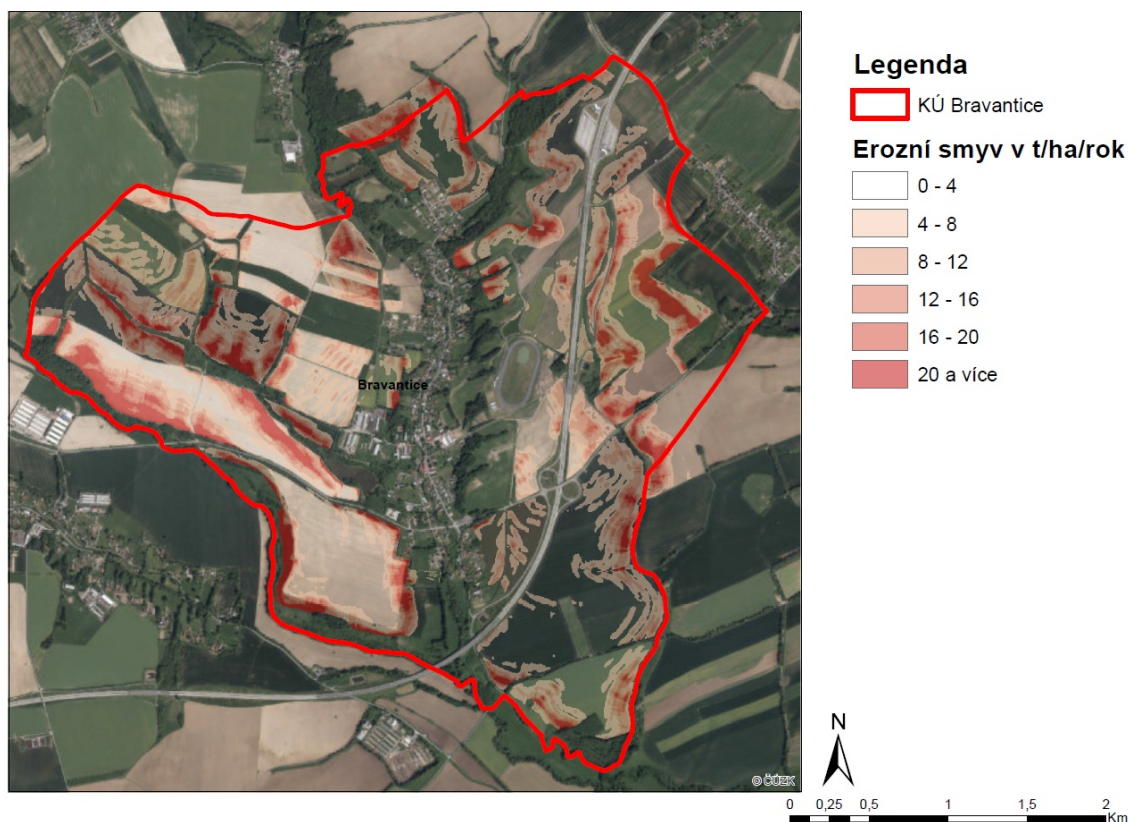 Legenda
KÚ Bravantice
Erozní smyv v t/ha/rok
0 - 4
4 - 8
8 - 12
12 - 16
16 - 20
20 a více
Bravantice
© ČÚZK
N
0 0,25 0,5 1 1,5 2
Km